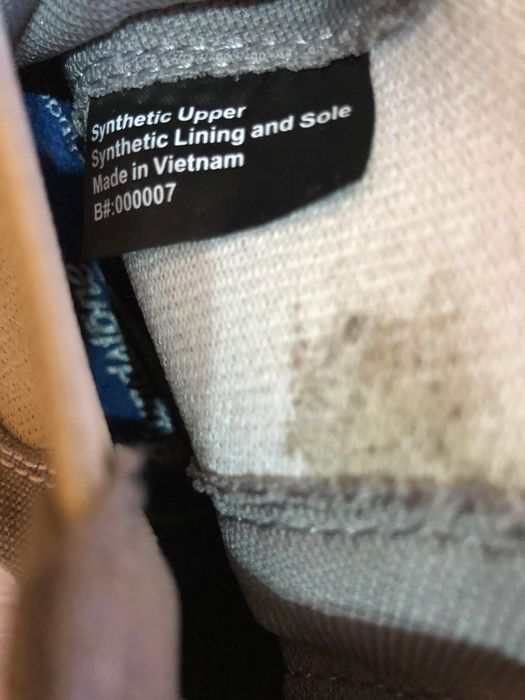 Synthetic Upper
Synthetic Lining and Sole
Made in Vietnam
B#:000007